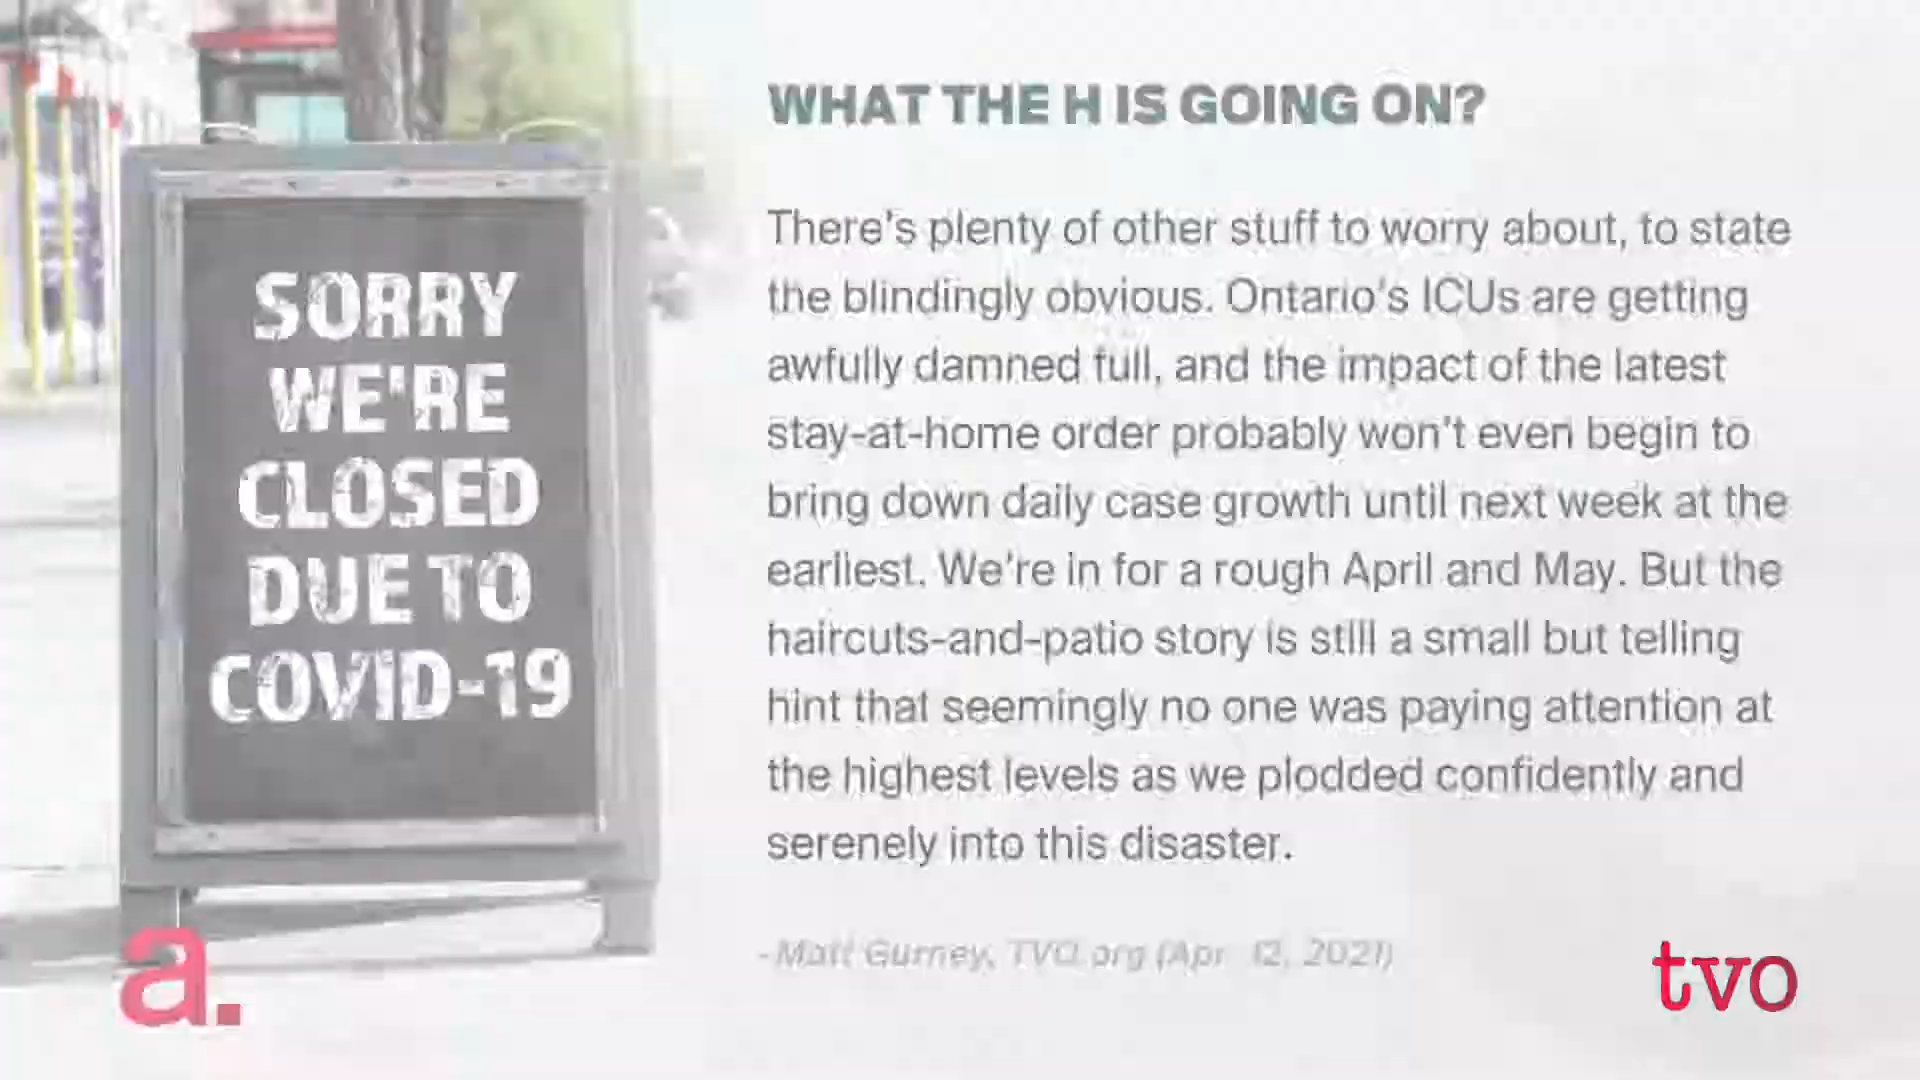 SORRY
WE'RE
CLOSED
DUE TO
COVID-19
WHAT THE H IS GOING ON?
There's plenty of other stuff to worry about, to state
the blindingly obvious. Ontario's ICUs are getting
awfully damned full, and the impact of the latest
stay-at-home order probably won't even begin to
bring down daily case growth until next week at the
earliest. We're in for a rough April and May. But the
haircuts-and-patio story is still a small but telling
hint that seemingly no one was paying attention at
the highest levels as we plodded confidently and
serenely into this disaster.
-Matt Gurney, TVO.org (Apr. 12, 2021)
a.
tvo